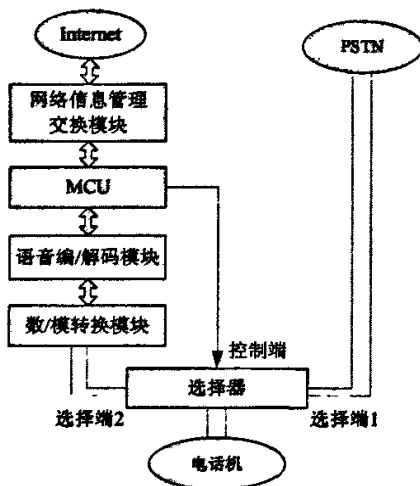 Internet
PSTN
网络信息管理
交换模块
MCU
语音编/解码模块
数/模转换模块
控制端
选择器
选择端2
选择端1
电话机